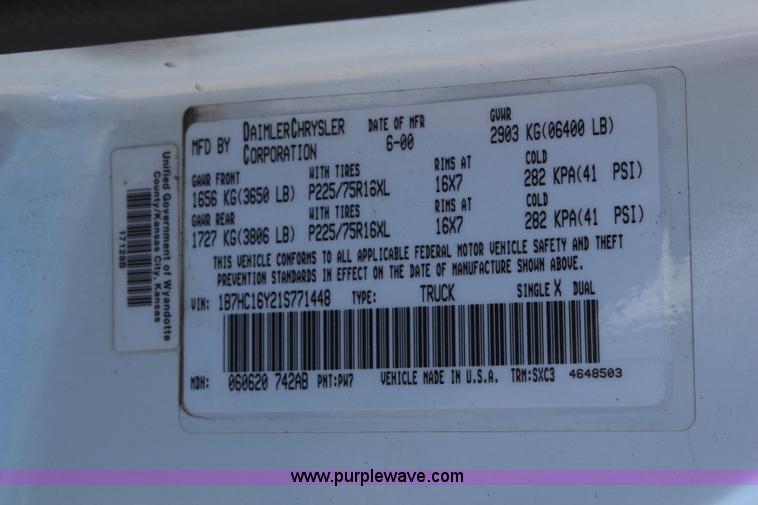 MFD BY DAIMLERCHRYSLER CORPORATION DATE OF MFR 6-00 GVWR 2903 KG(06400 LB)
GAWR FRONT WITH TIRES RIMS AT COLD
1656 KG(3650 LB) P225/75R16XL 16X7 282 KPA(41 PSI)
GAWR REAR WITH TIRES RIMS AT COLD
1727 KG(3806 LB) P225/75R16XL 16X7 282 KPA(41 PSI)
THIS VEHICLE CONFORMS TO ALL APPLICABLE FEDERAL MOTOR VEHICLE SAFETY AND THEFT
PREVENTION STANDARDS IN EFFECT ON THE DATE OF MANUFACTURE SHOWN ABOVE.
VIN: 1B7HC16Y21S771448 TYPE: TRUCK SINGLE X DUAL
MDH: 060620 742AB PNT:PW7 VEHICLE MADE IN U.S.A. TRM:SXC3 4648503
Unified Government of Wyandotte
County/Kansas City, Kansas
17128B
www.purplewave.com